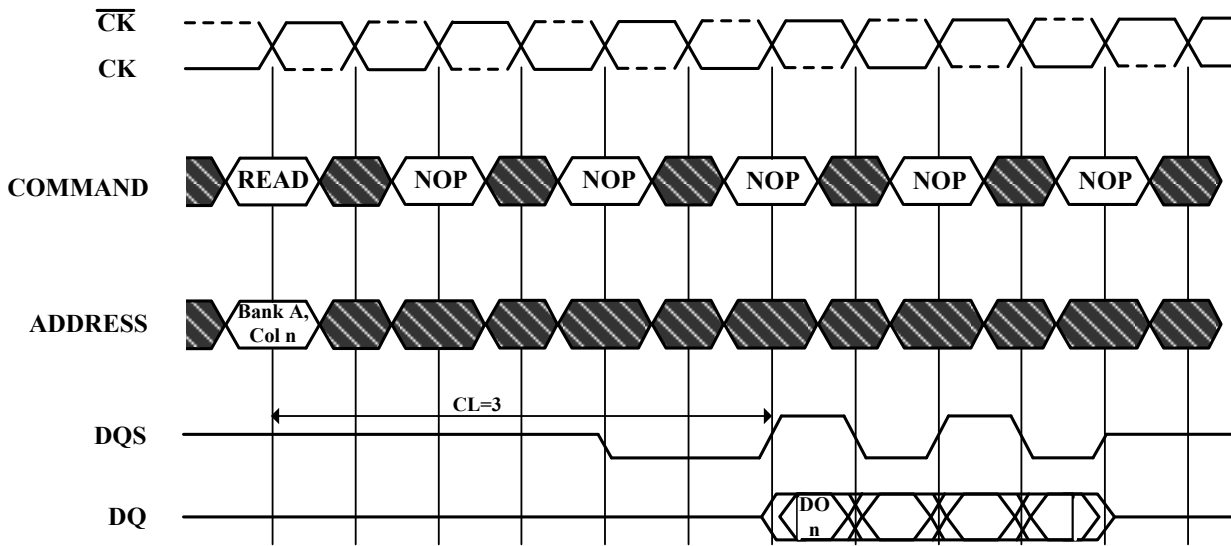 CK
CK
COMMAND
READ
NOP
NOP
NOP
NOP
NOP
ADDRESS
Bank A,
Col n
CL=3
DQS
DQ
DO
n